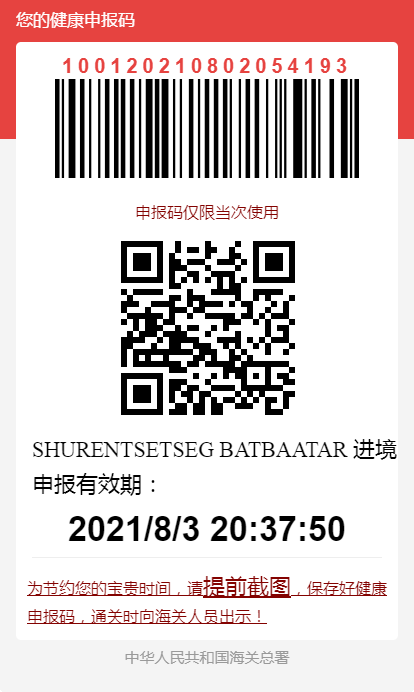 您的健康申报码
100120210802054193
申报码仅限当次使用
SHURENTSETSEG BATBAATAR 进境
申报有效期：
2021/8/3 20:37:50
为节约您的宝贵时间，请提前截图，保存好健康
申报码，通关时向海关人员出示！
中华人民共和国海关总署